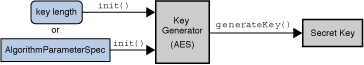 key length
init()
or
AlgorithmParameterSpec
init()
Key
Generator
(AES)
generateKey()
Secret Key